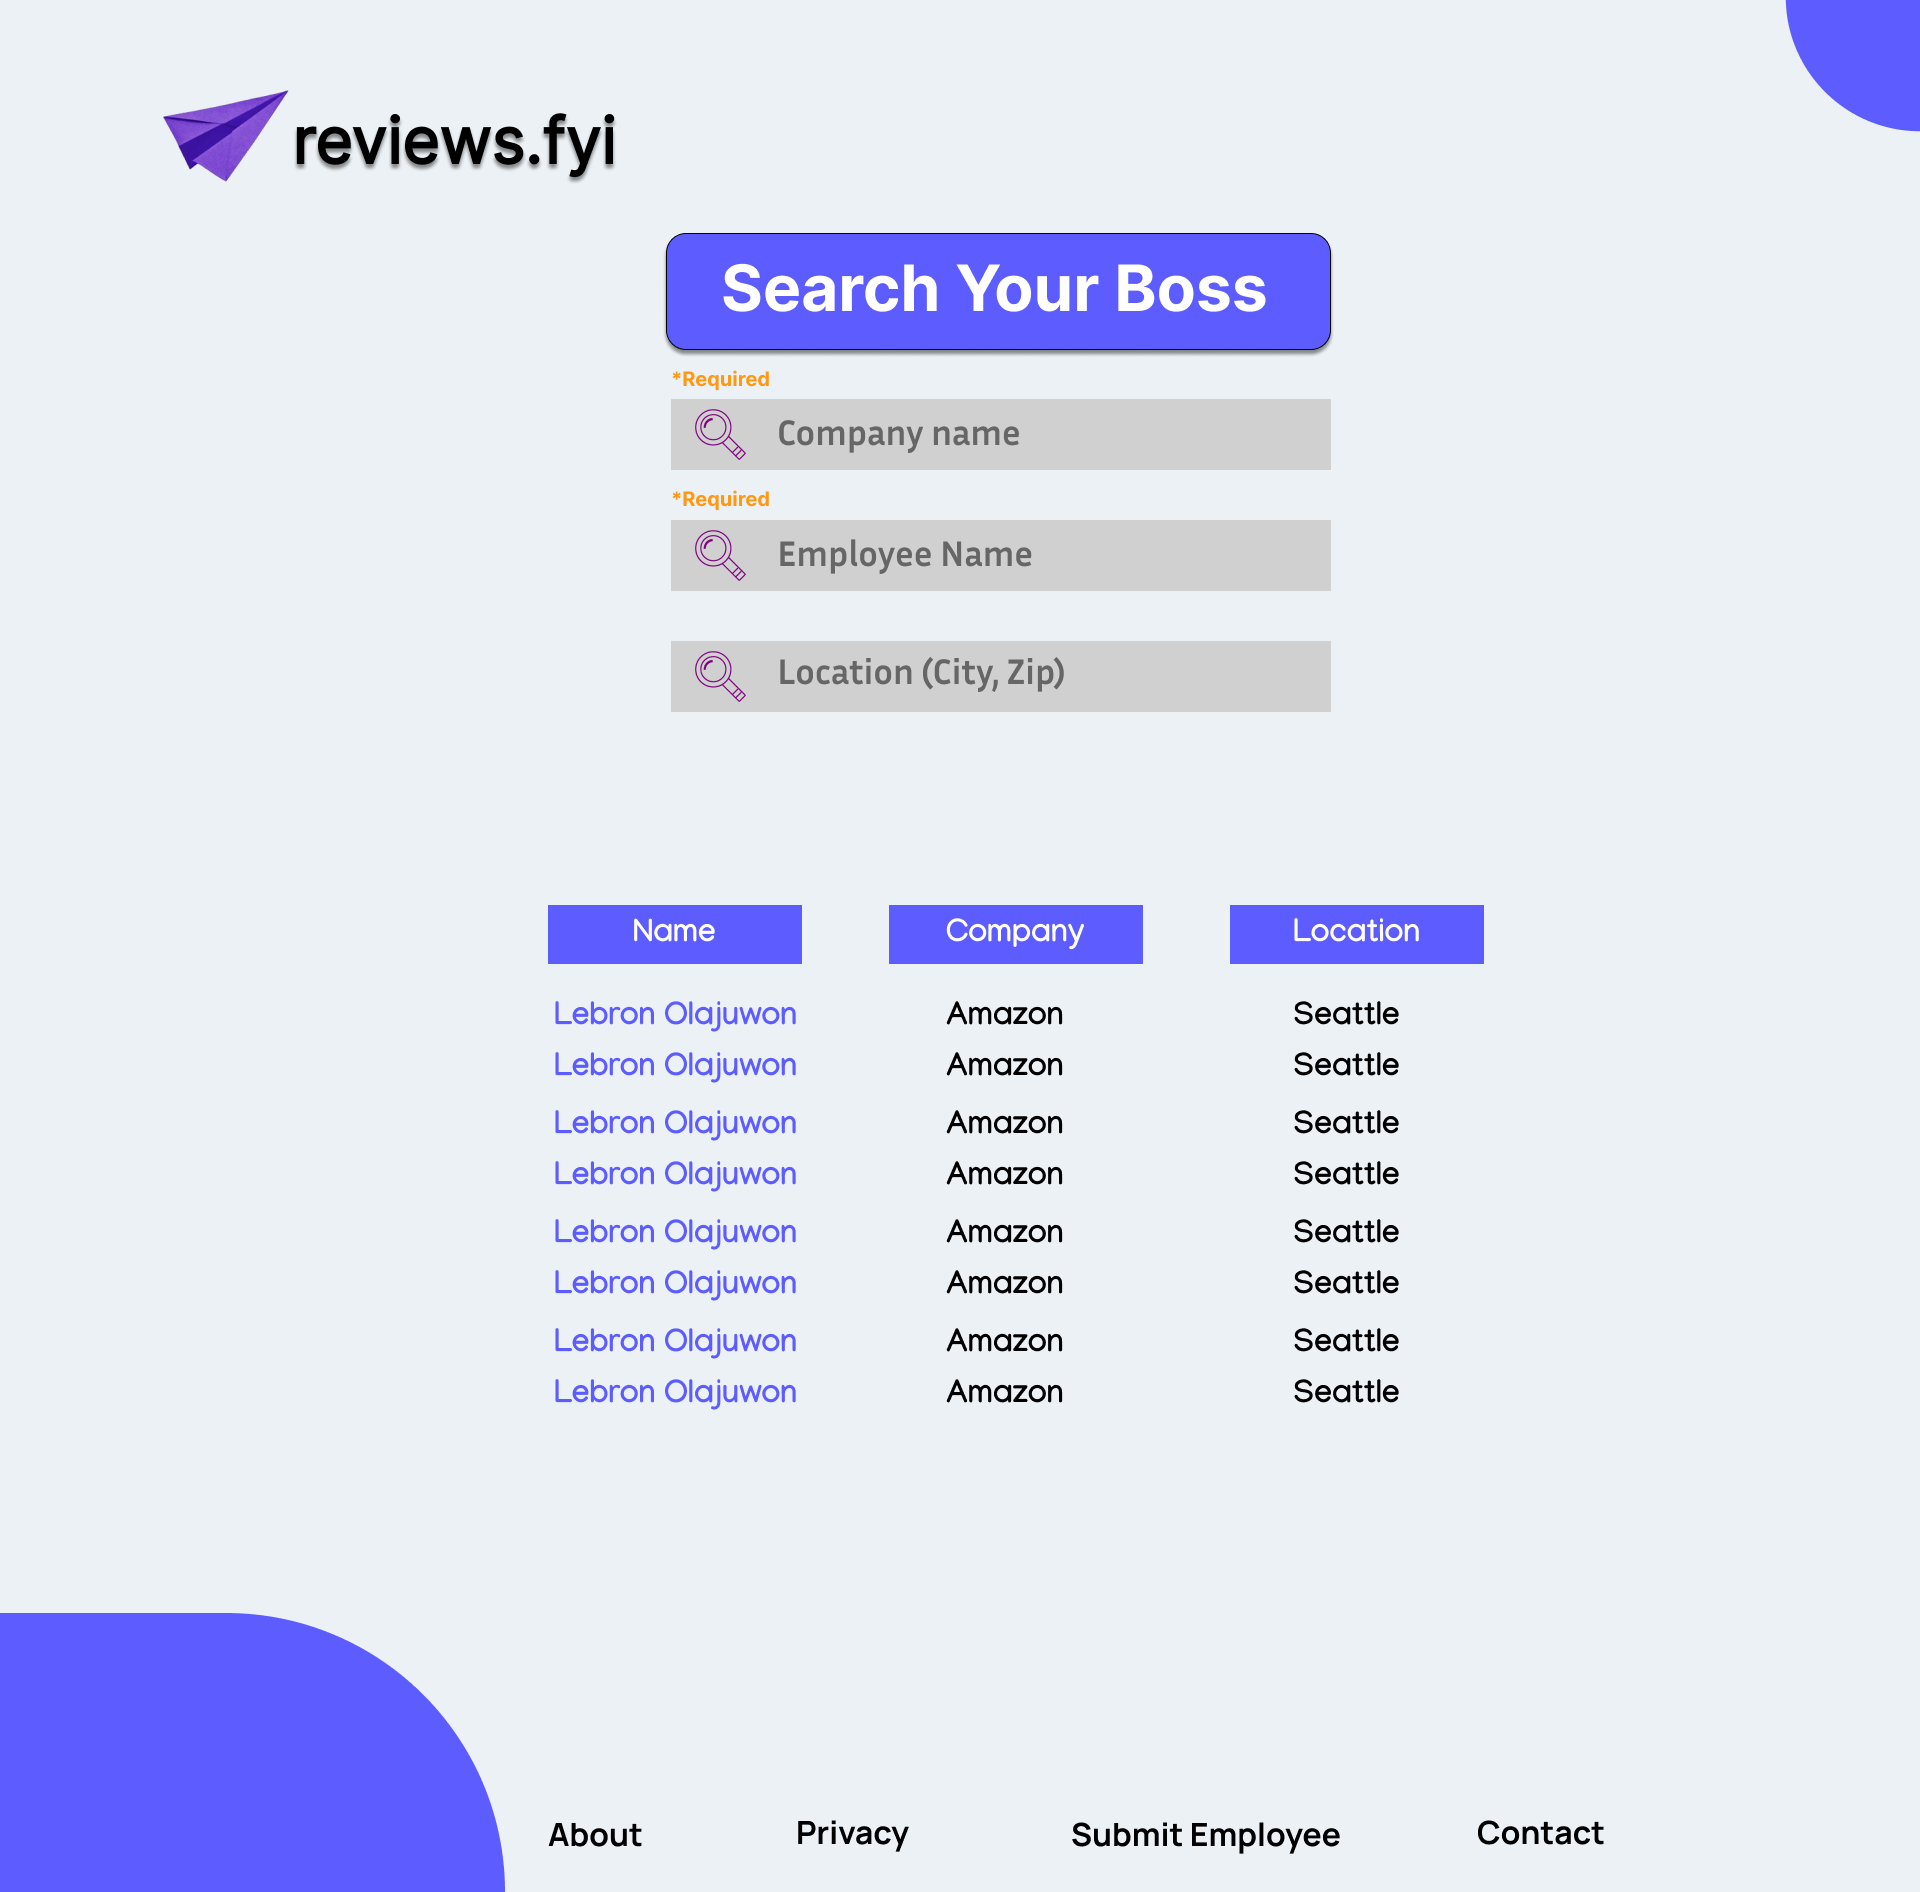 reviews.fyi
Search Your Boss
*Required
Company name
*Required
Employee Name
Location (City, Zip)
Name Company Location
Lebron Olajuwon Amazon Seattle
Lebron Olajuwon Amazon Seattle
Lebron Olajuwon Amazon Seattle
Lebron Olajuwon Amazon Seattle
Lebron Olajuwon Amazon Seattle
Lebron Olajuwon Amazon Seattle
Lebron Olajuwon Amazon Seattle
Lebron Olajuwon Amazon Seattle
About Privacy Submit Employee Contact